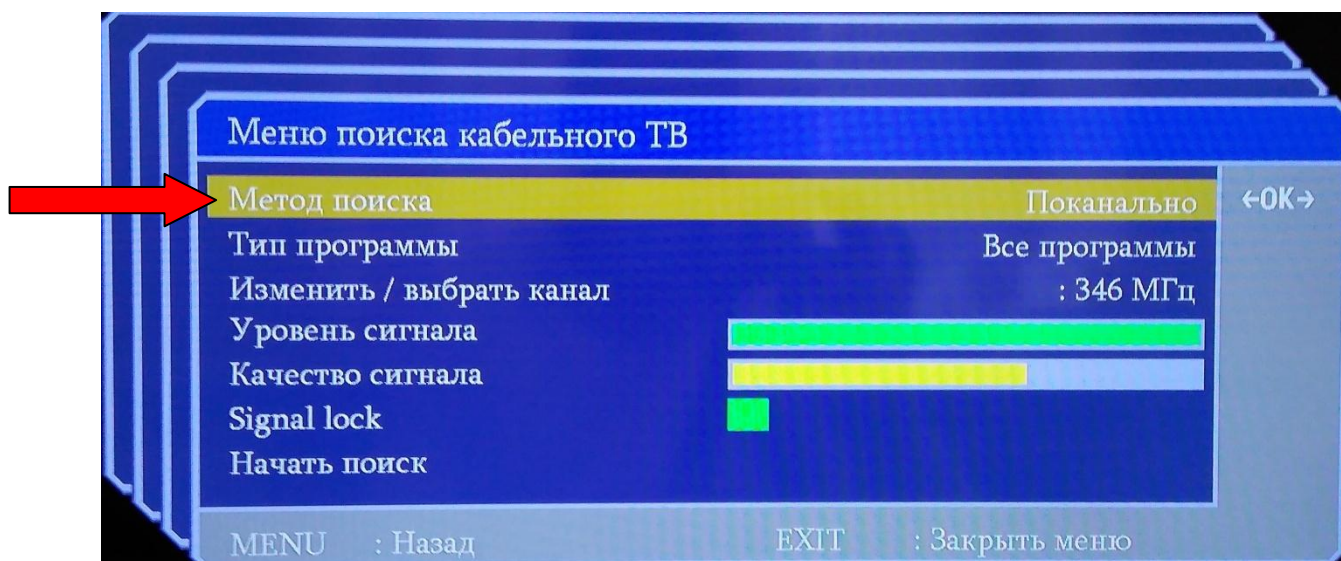 Меню поиска кабельного ТВ
Метод поиска Поканально ←OK→
Тип программы Все программы
Изменить / выбрать канал : 346 МГц
Уровень сигнала
Качество сигнала
Signal lock
Начать поиск
MENU : Назад EXIT : Закрыть меню